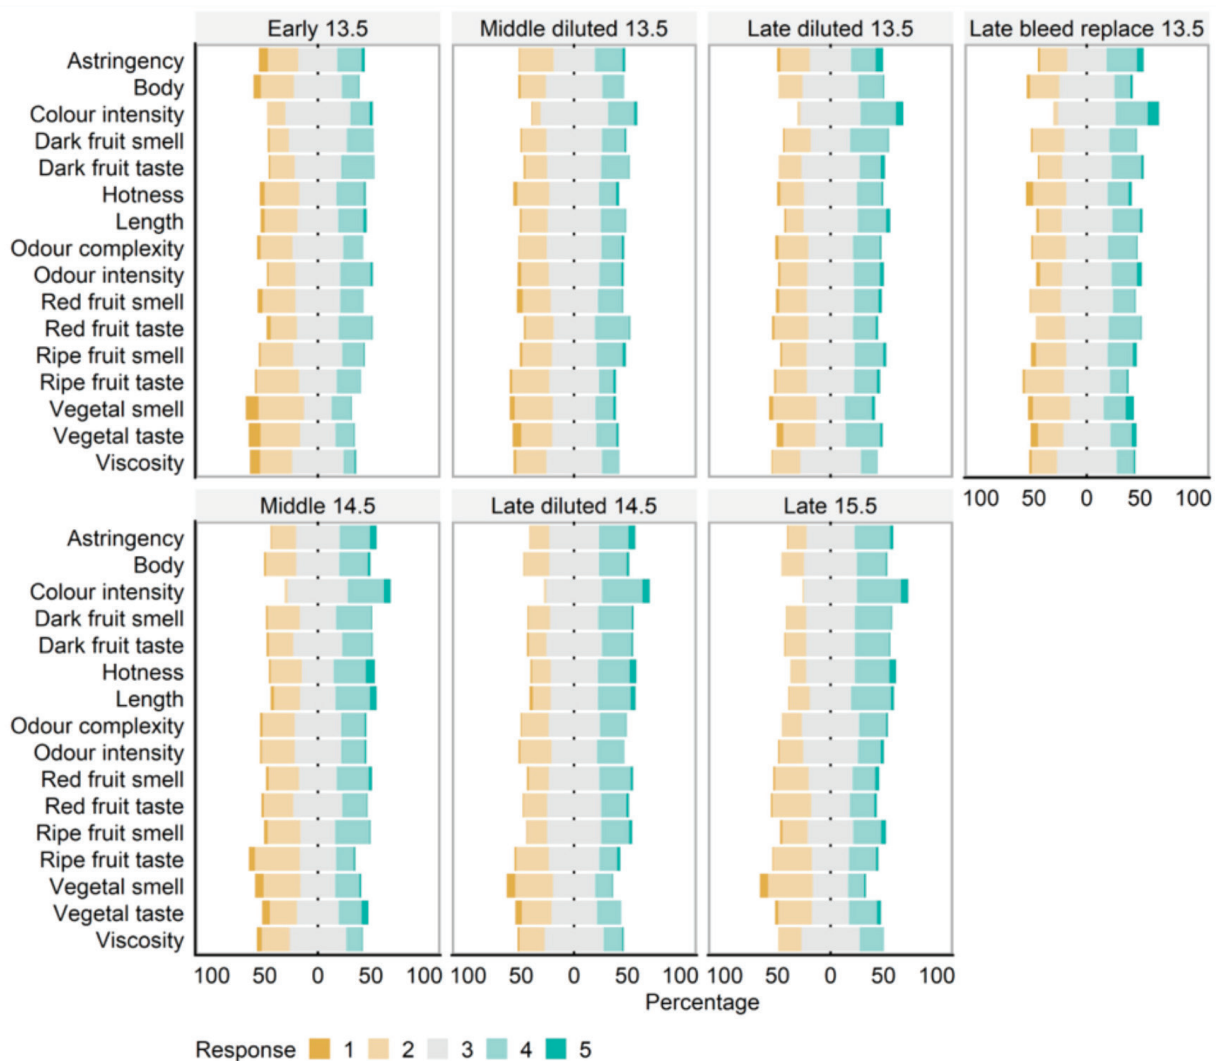 Early 13.5 Middle diluted 13.5 Late diluted 13.5 Late bleed replace 13.5
Astringency
Body
Colour intensity
Dark fruit smell
Dark fruit taste
Hotness
Length
Odour complexity
Odour intensity
Red fruit smell
Red fruit taste
Ripe fruit smell
Ripe fruit taste
Vegetal smell
Vegetal taste
Viscosity
100 50 0 50 100
Middle 14.5 Late diluted 14.5 Late 15.5
Astringency
Body
Colour intensity
Dark fruit smell
Dark fruit taste
Hotness
Length
Odour complexity
Odour intensity
Red fruit smell
Red fruit taste
Ripe fruit smell
Ripe fruit taste
Vegetal smell
Vegetal taste
Viscosity
100 50 0 50 100 100 50 0 50 100 100 50 0 50 100
Percentage
Response 1 2 3 4 5